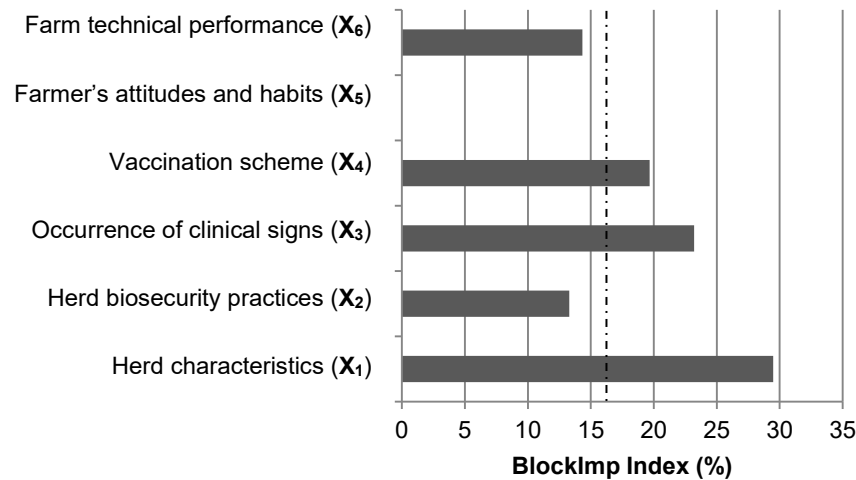 Farm technical performance (X₆)
Farmer’s attitudes and habits (X₅)
Vaccination scheme (X₄)
Occurrence of clinical signs (X₃)
Herd biosecurity practices (X₂)
Herd characteristics (X₁)
0 5 10 15 20 25 30 35
BlockImp Index (%)